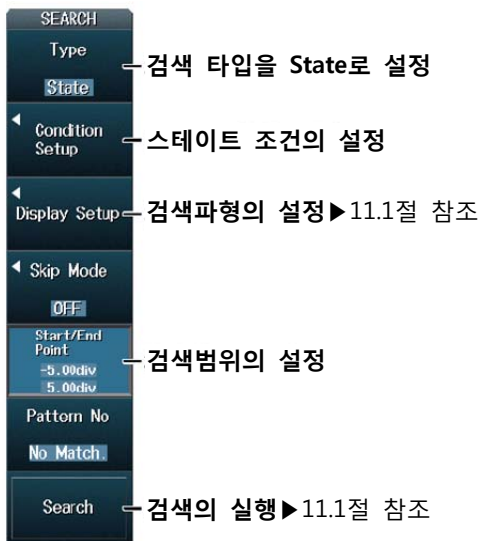 SEARCH
Type
State
검색 타입을 State로 설정
Condition
Setup
스테이트 조건의 설정
Display Setup
검색파형의 설정▶11.1절 참조
Skip Mode
OFF
Start/End
Point
-5.00div
5.00div
검색범위의 설정
Pattern No
No Match.
Search
검색의 실행▶11.1절 참조